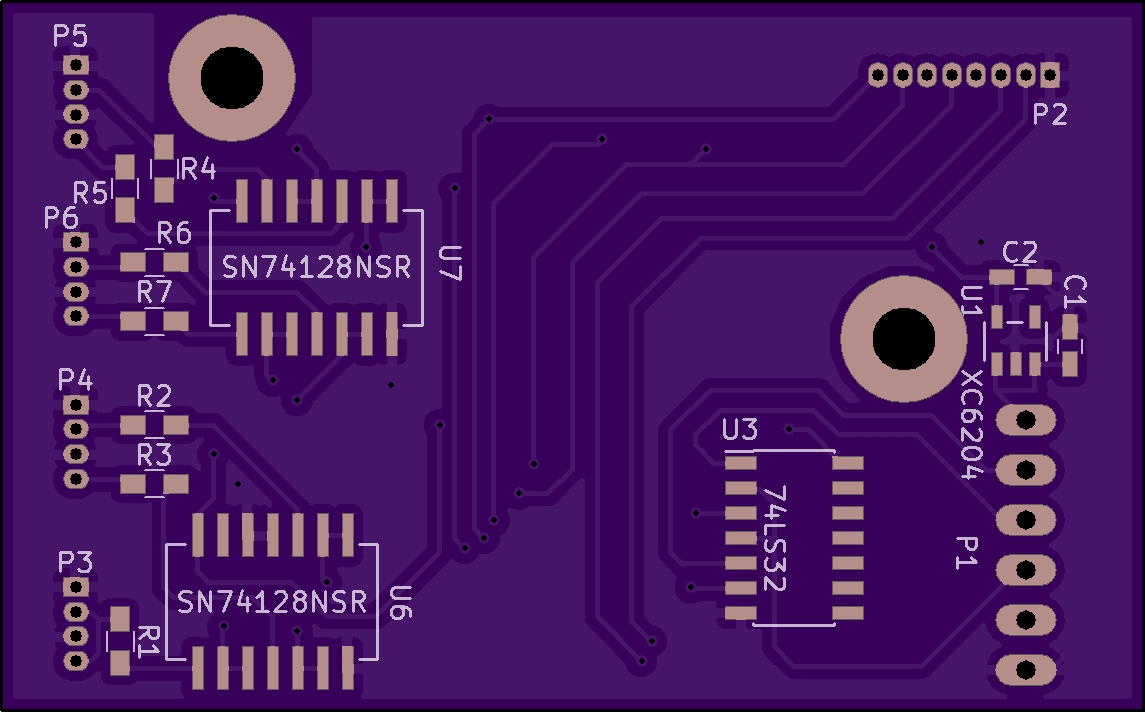 P5
P2
R4
R5
P6
R6
U7
SN74128NSR
C2
R7
U1
C1
P4
R2
XC6204
U3
R3
74LS32
P1
P3
U6
SN74128NSR
R1